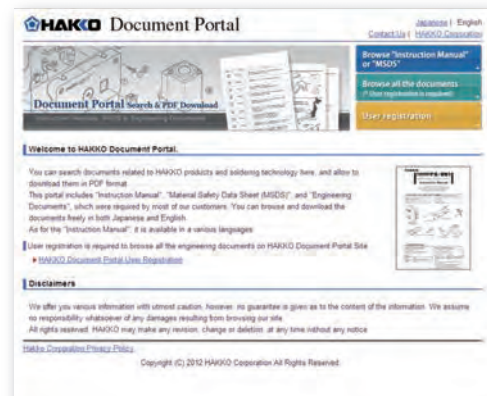 HAKKO Document Portal
Japanese | English
Contact Us | HAKKO Corporation
Browse "Instruction Manual"
or "MSDS"
Browse all the documents
(* User registration is required)
User registration
Document Portal Search & PDF Download
Instruction Manuals, MSDS & Engineering Documents
Welcome to HAKKO Document Portal.
You can search documents related to HAKKO products and soldering technology here, and allow to
download them in PDF format
This portal includes "Instruction Manual", "Material Safety Data Sheet (MSDS)", and "Engineering
Documents", which were required by most of our customers. You can browse and download the
documents freely in both Japanese and English
As for the "Instruction Manual", it is available in a various languages
User registration is required to browse all the engineering documents on HAKKO Document Portal Site
HAKKO Document Portal User Registration
Disclaimers
We offer you various information with utmost caution, however, no guarantee is given as to the content of the information. We assume
no responsibility whatsoever of any damages resulting from browsing our site.
All rights reserved. HAKKO may make any revision, change or deletion, at any time without any notice
Hakko Corporation Privacy Policy
Copyright (C) 2012 HAKKO Corporation All Rights Reserved.